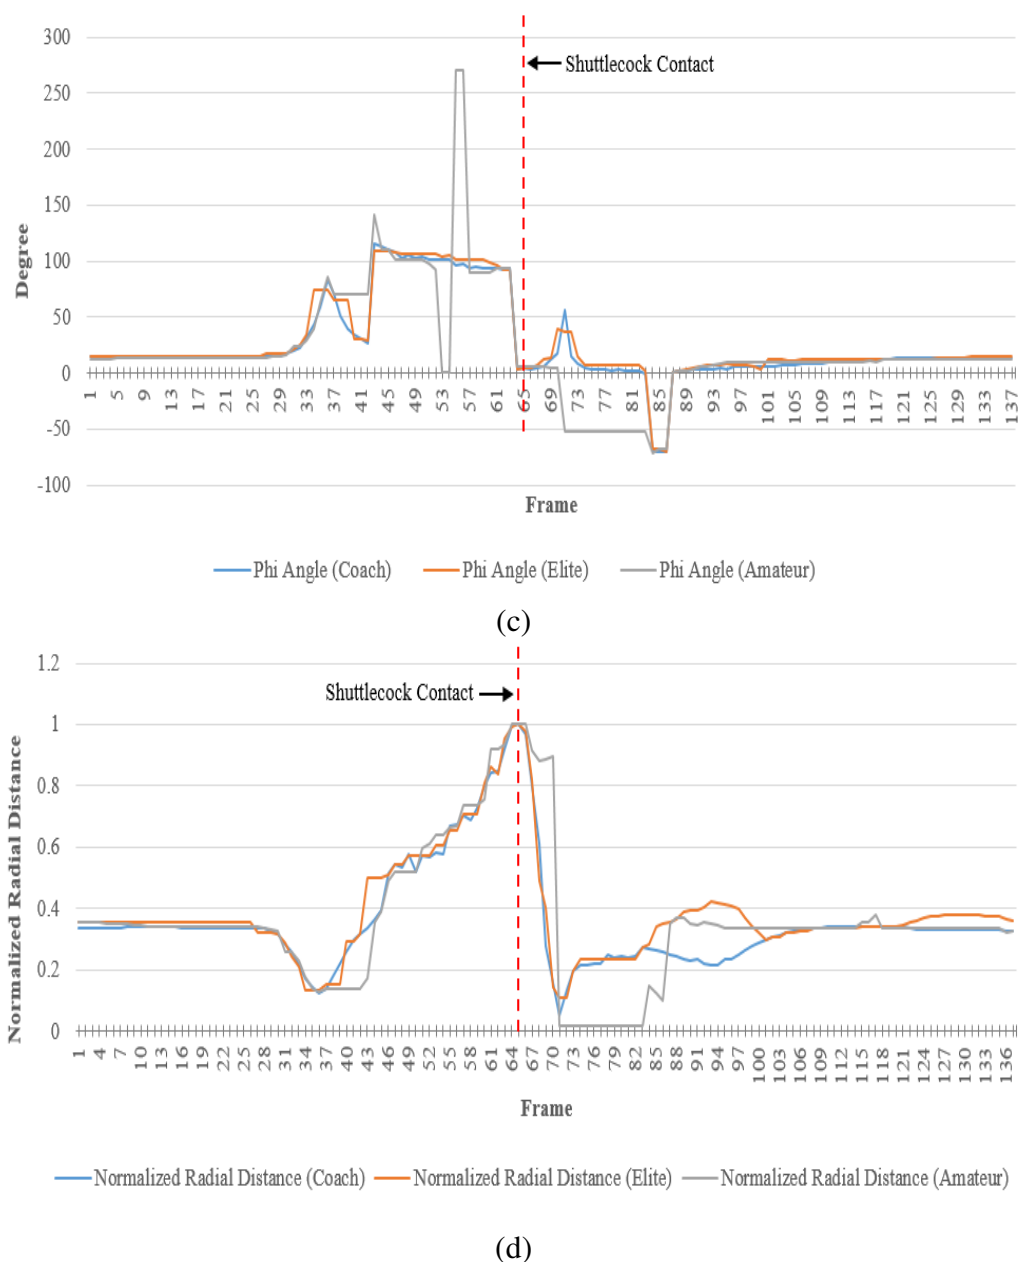 300
250
200
150
100
50
0
-50
-100
Degree
Shuttlecock Contact
1 5 9 13 17 21 25 29 33 37 41 45 49 53 57 61 65 69 73 77 81 85 89 93 97 101 105 109 113 117 121 125 129 133 137
Frame
Phi Angle (Coach) Phi Angle (Elite) Phi Angle (Amateur)
(c)
1.2
1
0.8
0.6
0.4
0.2
0
Normalized Radial Distance
Shuttlecock Contact
1 4 7 10 13 16 19 22 25 28 31 34 37 40 43 46 49 52 55 58 61 64 67 70 73 76 79 82 85 88 91 94 97 100 103 106 109 112 115 118 121 124 127 130 133 136
Frame
Normalized Radial Distance (Coach) Normalized Radial Distance (Elite) Normalized Radial Distance (Amateur)
(d)